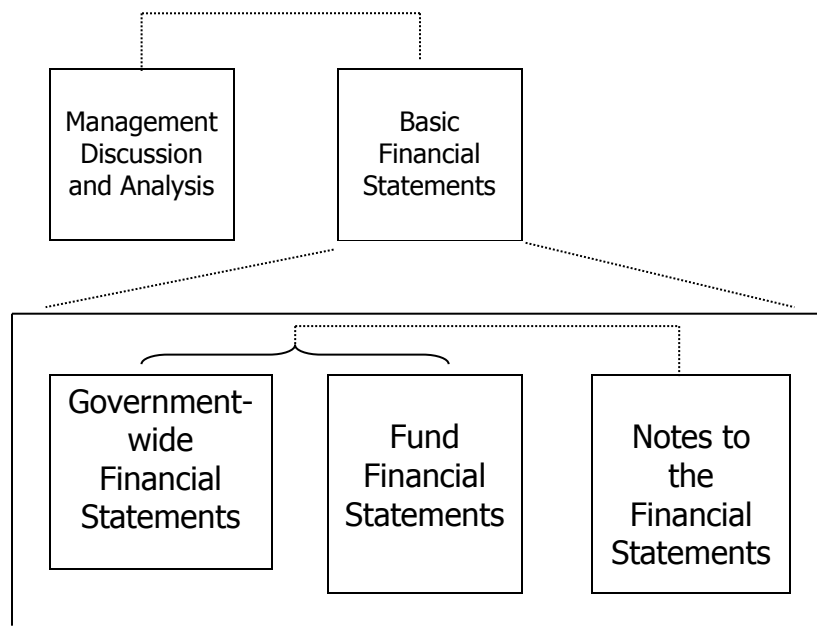 Management
Discussion
and Analysis
Basic
Financial
Statements
Government-
wide
Financial
Statements
Fund
Financial
Statements
Notes to
the
Financial
Statements